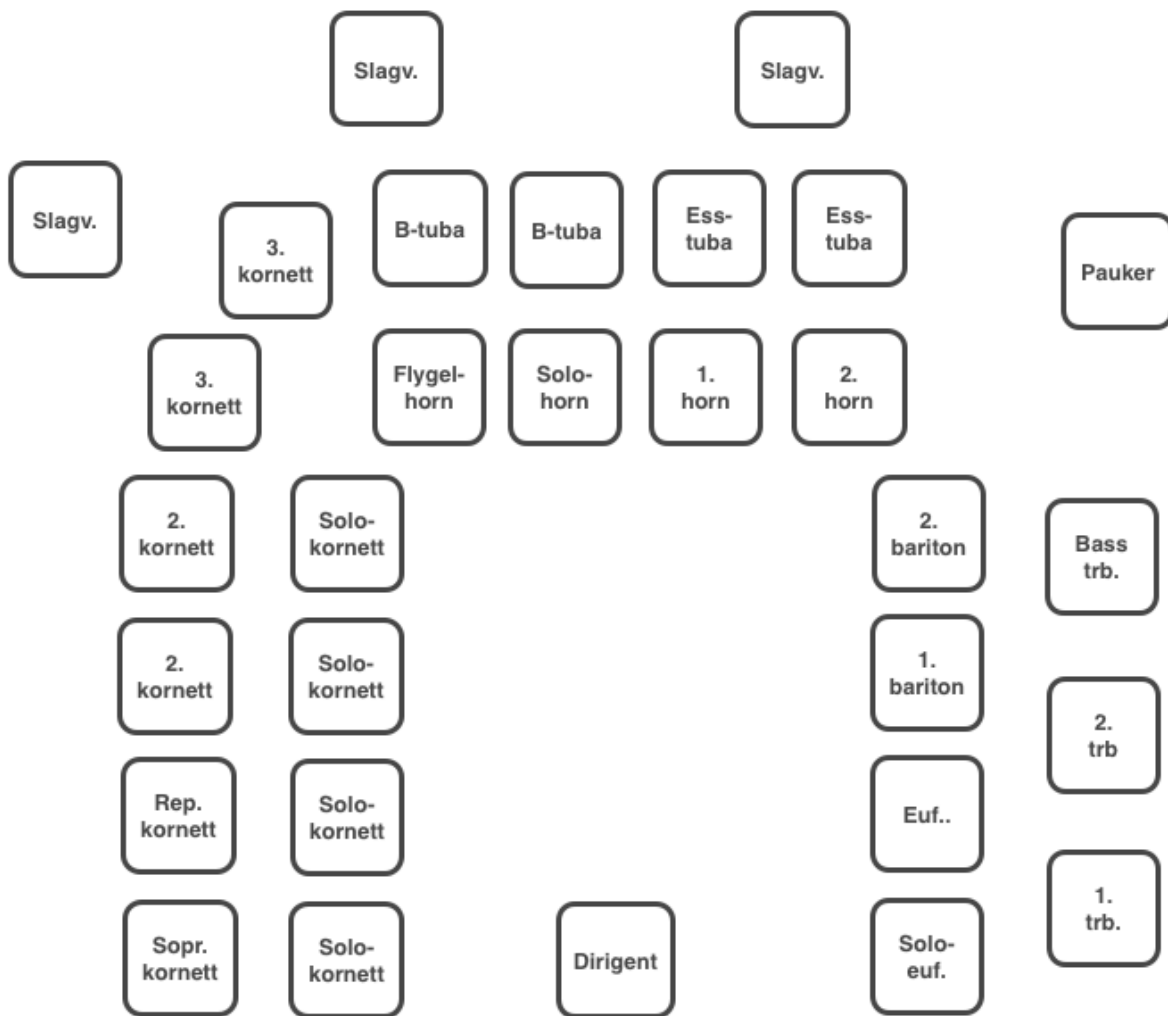 Slagv.
Slagv.
Slagv.
3.
kornett
B-tuba
B-tuba
Ess-
tuba
Ess-
tuba
Pauker
3.
kornett
Flygel-
horn
Solo-
horn
1.
horn
2.
horn
2.
kornett
Solo-
kornett
2.
bariton
Bass
trb.
2.
kornett
Solo-
kornett
1.
bariton
2.
trb
Rep.
kornett
Solo-
kornett
Euf..
1.
trb.
Sopr.
kornett
Solo-
kornett
Dirigent
Solo-
euf.